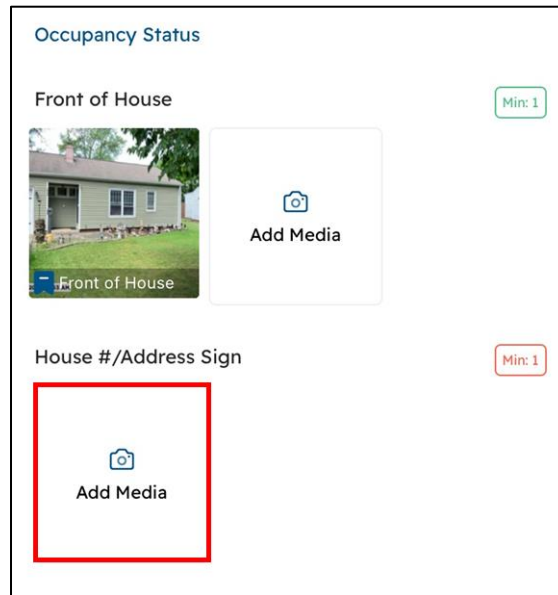 Occupancy Status
Front of House
Min: 1
Add Media
Front of House
House #/Address Sign
Min: 1
Add Media